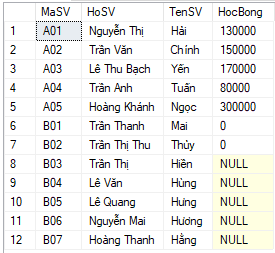 MaSV HoSV TenSV HocBong
1 A01 Nguyễn Thị Hải 130000
2 A02 Trần Văn Chính 150000
3 A03 Lê Thu Bạch Yến 170000
4 A04 Trần Anh Tuấn 80000
5 A05 Hoàng Khánh Ngọc 300000
6 B01 Trần Thanh Mai 0
7 B02 Trần Thị Thu Thủy 0
8 B03 Trần Thị Hiền NULL
9 B04 Lê Văn Hùng NULL
10 B05 Lê Quang Hưng NULL
11 B06 Nguyễn Mai Hương NULL
12 B07 Hoàng Thanh Hằng NULL